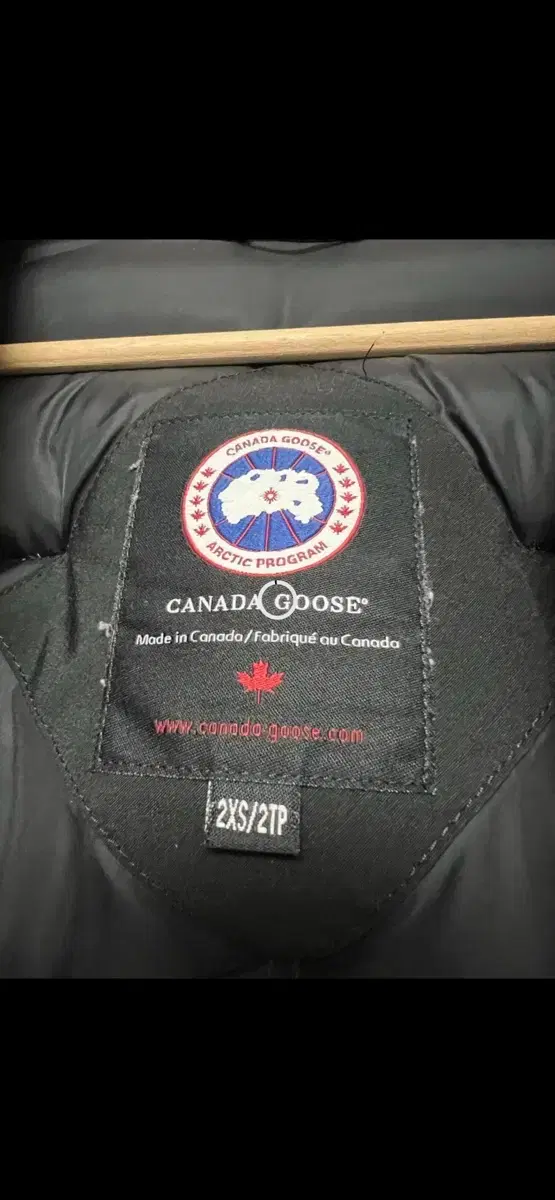 CANADA GOOSE®
ARCTIC PROGRAM
CANADA GOOSE®
Made in Canada/Fabriqué au Canada
www.canada-goose.com
2XS/2TP